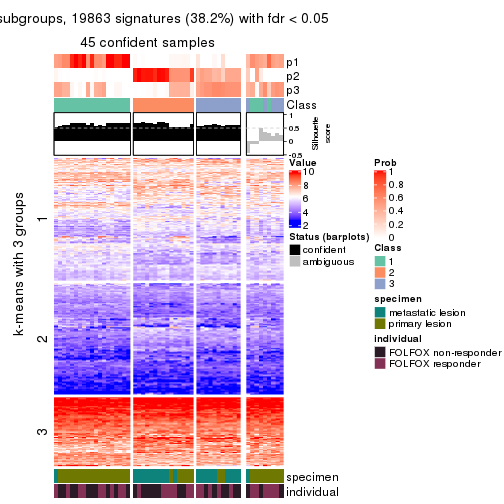 subgroups, 19863 signatures (38.2%) with fdr < 0.05
45 confident samples
p1
p2
p3
Class
1
0.5
0
-0.5
Silhouette
score
k-means with 3 groups
1
2
3
Value
10
8
6
4
2
Status (barplots)
confident
ambiguous
Prob
1
0.8
0.6
0.4
0.2
0
Class
1
2
3
specimen
metastatic lesion
primary lesion
individual
FOLFOX non-responder
FOLFOX responder
specimen
individual